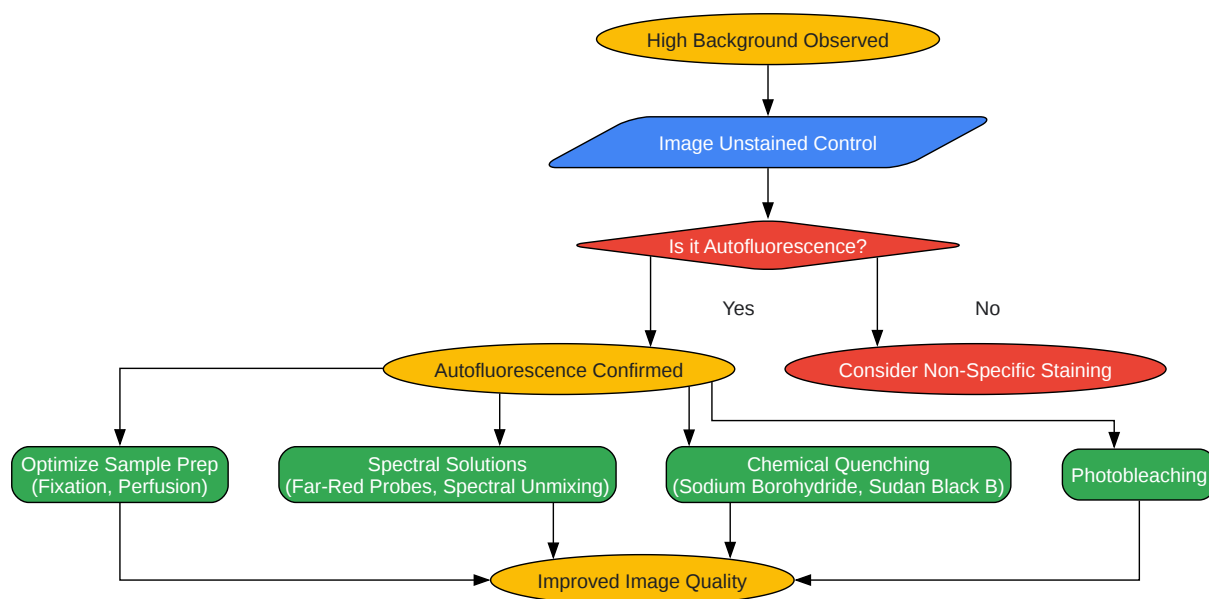 High Background Observed
Image Unstained Control
Is it Autofluorescence?
Yes
No
Autofluorescence Confirmed
Consider Non-Specific Staining
Optimize Sample Prep
(Fixation, Perfusion)
Spectral Solutions
(Far-Red Probes, Spectral Unmixing)
Chemical Quenching
(Sodium Borohydride, Sudan Black B)
Photobleaching
Improved Image Quality